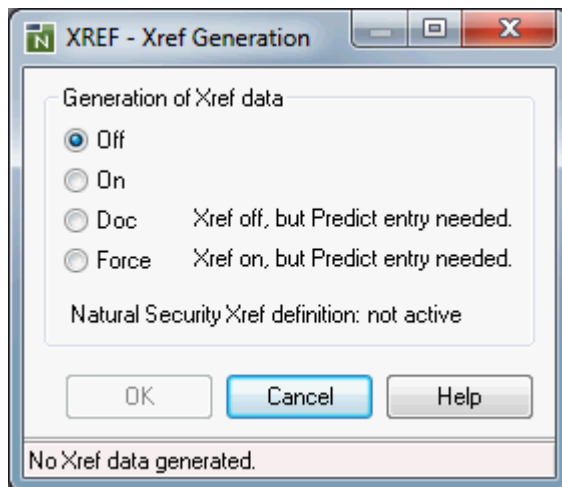 XREF - Xref Generation
Generation of Xref data
Off
On
Doc Xref off, but Predict entry needed.
Force Xref on, but Predict entry needed.
Natural Security Xref definition: not active
OK Cancel Help
No Xref data generated.